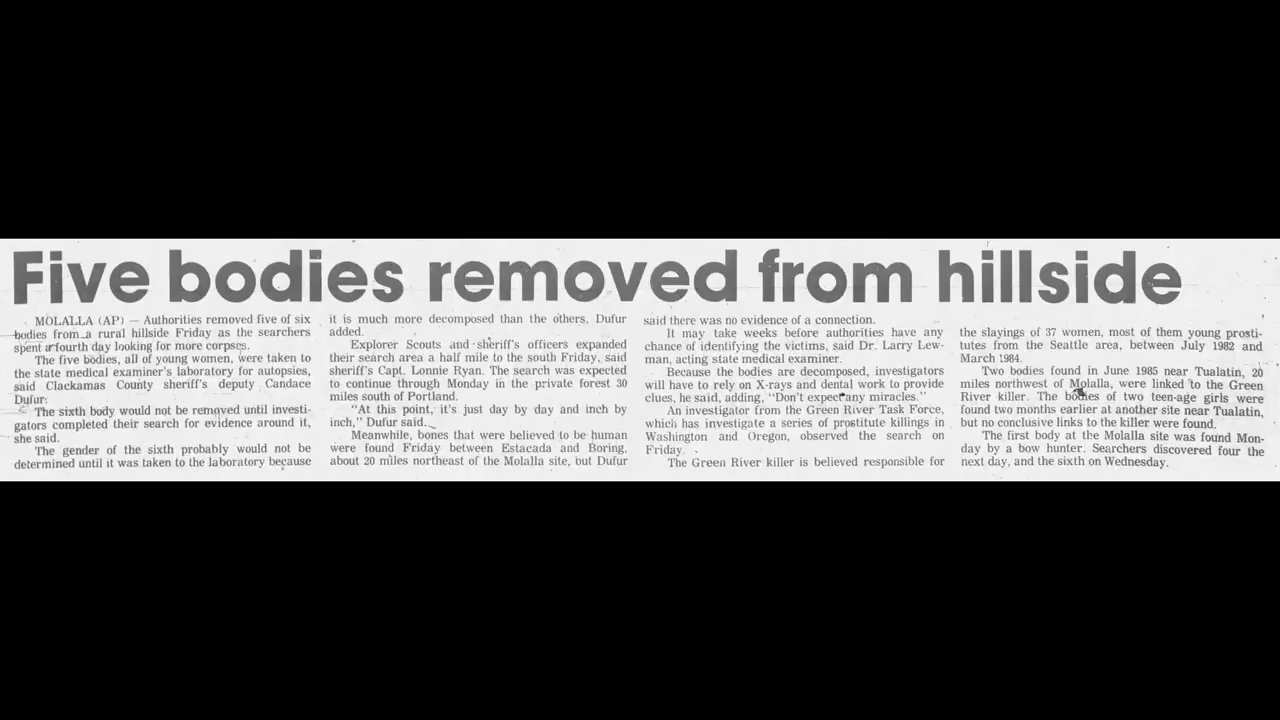 Five bodies removed from hillside
MOLALLA (AP) — Authorities removed five of six
bodies from a rural hillside Friday as the searchers
spent a fourth day looking for more corpses.
The five bodies, all of young women, were taken to
the state medical examiner's laboratory for autopsies,
said Clackamas County sheriff's deputy Candace
Dufur.
The sixth body would not be removed until investi-
gators completed their search for evidence around it,
she said.
The gender of the sixth probably would not be
determined until it was taken to the laboratory because
it is much more decomposed than the others, Dufur
added.
Explorer Scouts and sheriff's officers expanded
their search area a half mile to the south Friday, said
sheriff's Capt. Lonnie Ryan. The search was expected
to continue through Monday in the private forest 30
miles south of Portland.
"At this point, it's just day by day and inch by
inch," Dufur said.
Meanwhile, bones that were believed to be human
were found Friday between Estacada and Boring,
about 20 miles northeast of the Molalla site, but Dufur
said there was no evidence of a connection.
It may take weeks before authorities have any
chance of identifying the victims, said Dr. Larry Lew-
man, acting state medical examiner.
Because the bodies are decomposed, investigators
will have to rely on X-rays and dental work to provide
clues, he said, adding, "Don't expect any miracles."
An investigator from the Green River Task Force,
which has investigated a series of prostitute killings in
Washington and Oregon, observed the search on
Friday.
The Green River killer is believed responsible for
the slayings of 37 women, most of them young prosti-
tutes from the Seattle area, between July 1982 and
March 1984.
Two bodies found in June 1985 near Tualatin, 20
miles northwest of Molalla, were linked to the Green
River killer. The bodies of two teen-age girls were
found two months earlier at another site near Tualatin,
but no conclusive links to the killer were found.
The first body at the Molalla site was found Mon-
day by a bow hunter. Searchers discovered four the
next day, and the sixth on Wednesday.